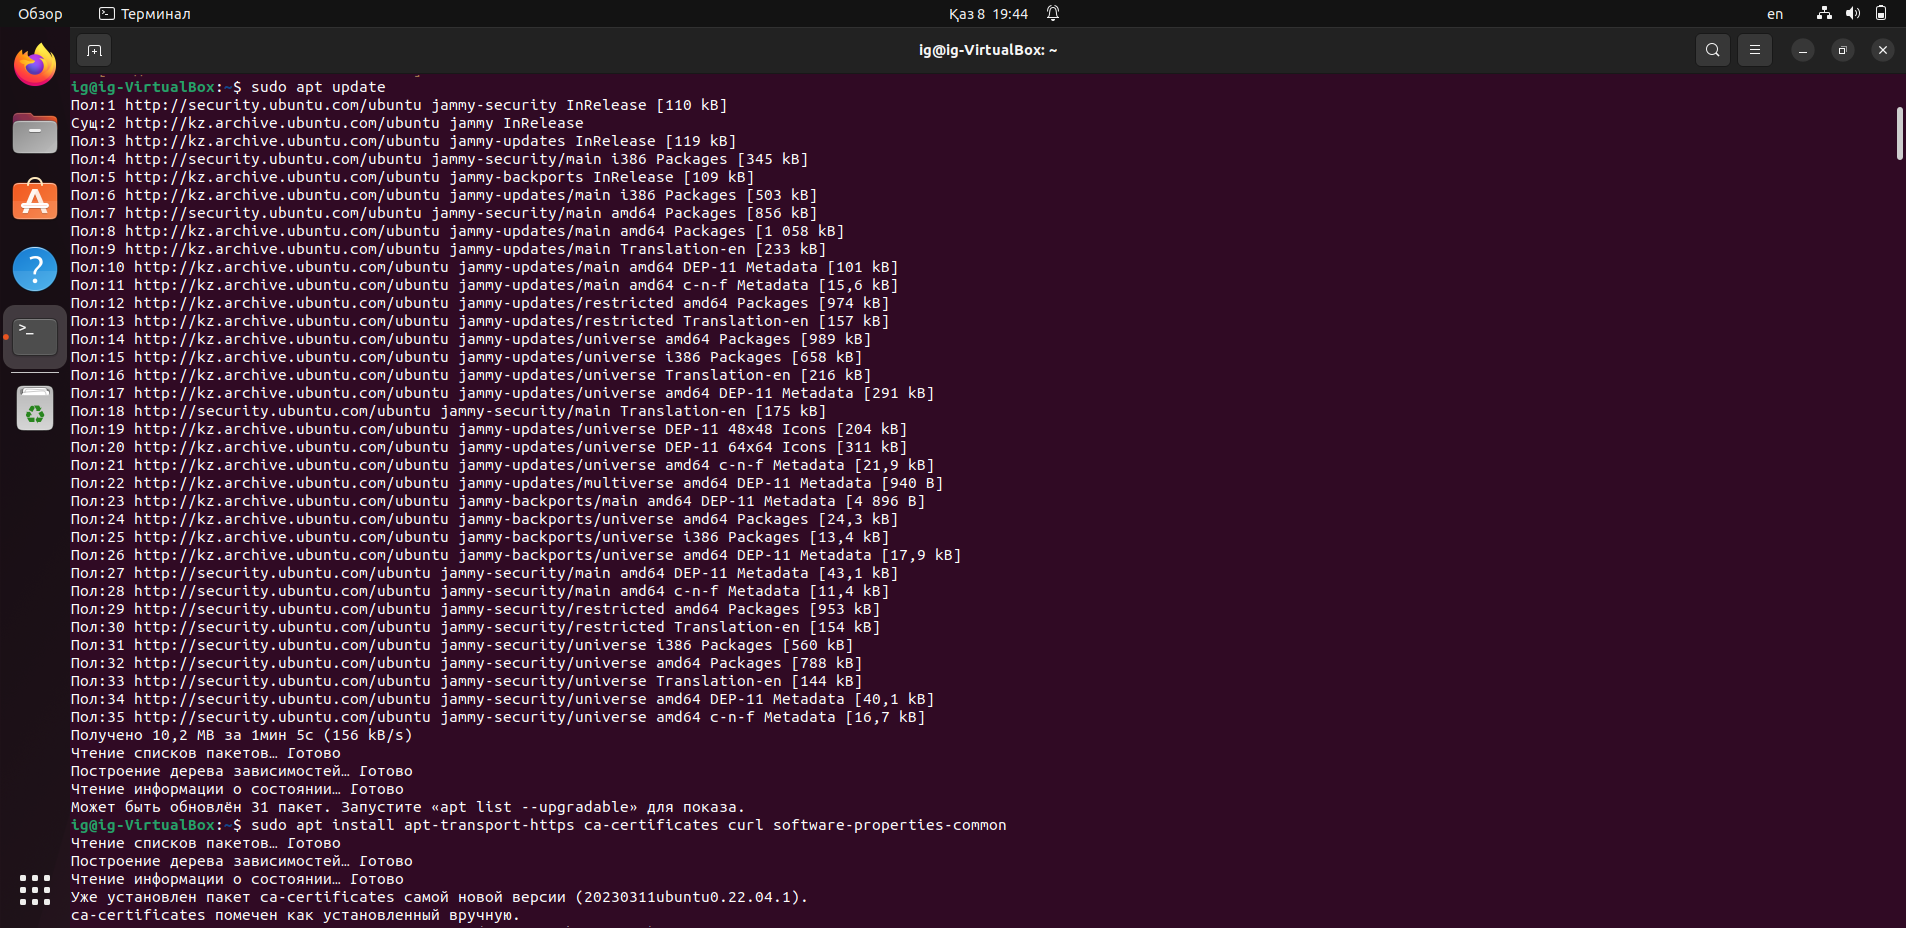 Обзор
Терминал
Қаз 8 19:44
en
ig@ig-VirtualBox: ~
ig@ig-VirtualBox:~$ sudo apt update
Пол:1 http://security.ubuntu.com/ubuntu jammy-security InRelease [110 kB]
Сущ:2 http://kz.archive.ubuntu.com/ubuntu jammy InRelease
Пол:3 http://kz.archive.ubuntu.com/ubuntu jammy-updates InRelease [119 kB]
Пол:4 http://security.ubuntu.com/ubuntu jammy-security/main i386 Packages [345 kB]
Пол:5 http://kz.archive.ubuntu.com/ubuntu jammy-backports InRelease [109 kB]
Пол:6 http://kz.archive.ubuntu.com/ubuntu jammy-updates/main i386 Packages [503 kB]
Пол:7 http://security.ubuntu.com/ubuntu jammy-security/main amd64 Packages [856 kB]
Пол:8 http://kz.archive.ubuntu.com/ubuntu jammy-updates/main amd64 Packages [1 058 kB]
Пол:9 http://kz.archive.ubuntu.com/ubuntu jammy-updates/main Translation-en [233 kB]
Пол:10 http://kz.archive.ubuntu.com/ubuntu jammy-updates/main amd64 DEP-11 Metadata [101 kB]
Пол:11 http://kz.archive.ubuntu.com/ubuntu jammy-updates/main amd64 c-n-f Metadata [15,6 kB]
Пол:12 http://kz.archive.ubuntu.com/ubuntu jammy-updates/restricted amd64 Packages [974 kB]
Пол:13 http://kz.archive.ubuntu.com/ubuntu jammy-updates/restricted Translation-en [157 kB]
Пол:14 http://kz.archive.ubuntu.com/ubuntu jammy-updates/universe amd64 Packages [989 kB]
Пол:15 http://kz.archive.ubuntu.com/ubuntu jammy-updates/universe i386 Packages [658 kB]
Пол:16 http://kz.archive.ubuntu.com/ubuntu jammy-updates/universe Translation-en [216 kB]
Пол:17 http://kz.archive.ubuntu.com/ubuntu jammy-updates/universe amd64 DEP-11 Metadata [291 kB]
Пол:18 http://security.ubuntu.com/ubuntu jammy-security/main Translation-en [175 kB]
Пол:19 http://kz.archive.ubuntu.com/ubuntu jammy-updates/universe DEP-11 48x48 Icons [204 kB]
Пол:20 http://kz.archive.ubuntu.com/ubuntu jammy-updates/universe DEP-11 64x64 Icons [311 kB]
Пол:21 http://kz.archive.ubuntu.com/ubuntu jammy-updates/universe amd64 c-n-f Metadata [21,9 kB]
Пол:22 http://kz.archive.ubuntu.com/ubuntu jammy-updates/multiverse amd64 DEP-11 Metadata [940 B]
Пол:23 http://kz.archive.ubuntu.com/ubuntu jammy-backports/main amd64 DEP-11 Metadata [4 896 B]
Пол:24 http://kz.archive.ubuntu.com/ubuntu jammy-backports/universe amd64 Packages [24,3 kB]
Пол:25 http://kz.archive.ubuntu.com/ubuntu jammy-backports/universe i386 Packages [13,4 kB]
Пол:26 http://kz.archive.ubuntu.com/ubuntu jammy-backports/universe amd64 DEP-11 Metadata [17,9 kB]
Пол:27 http://security.ubuntu.com/ubuntu jammy-security/main amd64 DEP-11 Metadata [43,1 kB]
Пол:28 http://security.ubuntu.com/ubuntu jammy-security/main amd64 c-n-f Metadata [11,4 kB]
Пол:29 http://security.ubuntu.com/ubuntu jammy-security/restricted amd64 Packages [953 kB]
Пол:30 http://security.ubuntu.com/ubuntu jammy-security/restricted Translation-en [154 kB]
Пол:31 http://security.ubuntu.com/ubuntu jammy-security/universe i386 Packages [560 kB]
Пол:32 http://security.ubuntu.com/ubuntu jammy-security/universe amd64 Packages [788 kB]
Пол:33 http://security.ubuntu.com/ubuntu jammy-security/universe Translation-en [144 kB]
Пол:34 http://security.ubuntu.com/ubuntu jammy-security/universe amd64 DEP-11 Metadata [40,1 kB]
Пол:35 http://security.ubuntu.com/ubuntu jammy-security/universe amd64 c-n-f Metadata [16,7 kB]
Получено 10,2 MB за 1мин 5с (156 kB/s)
Чтение списков пакетов… Готово
Построение дерева зависимостей… Готово
Чтение информации о состоянии… Готово
Может быть обновлён 31 пакет. Запустите «apt list --upgradable» для показа.
ig@ig-VirtualBox:~$ sudo apt install apt-transport-https ca-certificates curl software-properties-common
Чтение списков пакетов… Готово
Построение дерева зависимостей… Готово
Чтение информации о состоянии… Готово
Уже установлен пакет ca-certificates самой новой версии (20230311ubuntu0.22.04.1).
ca-certificates помечен как установленный вручную.